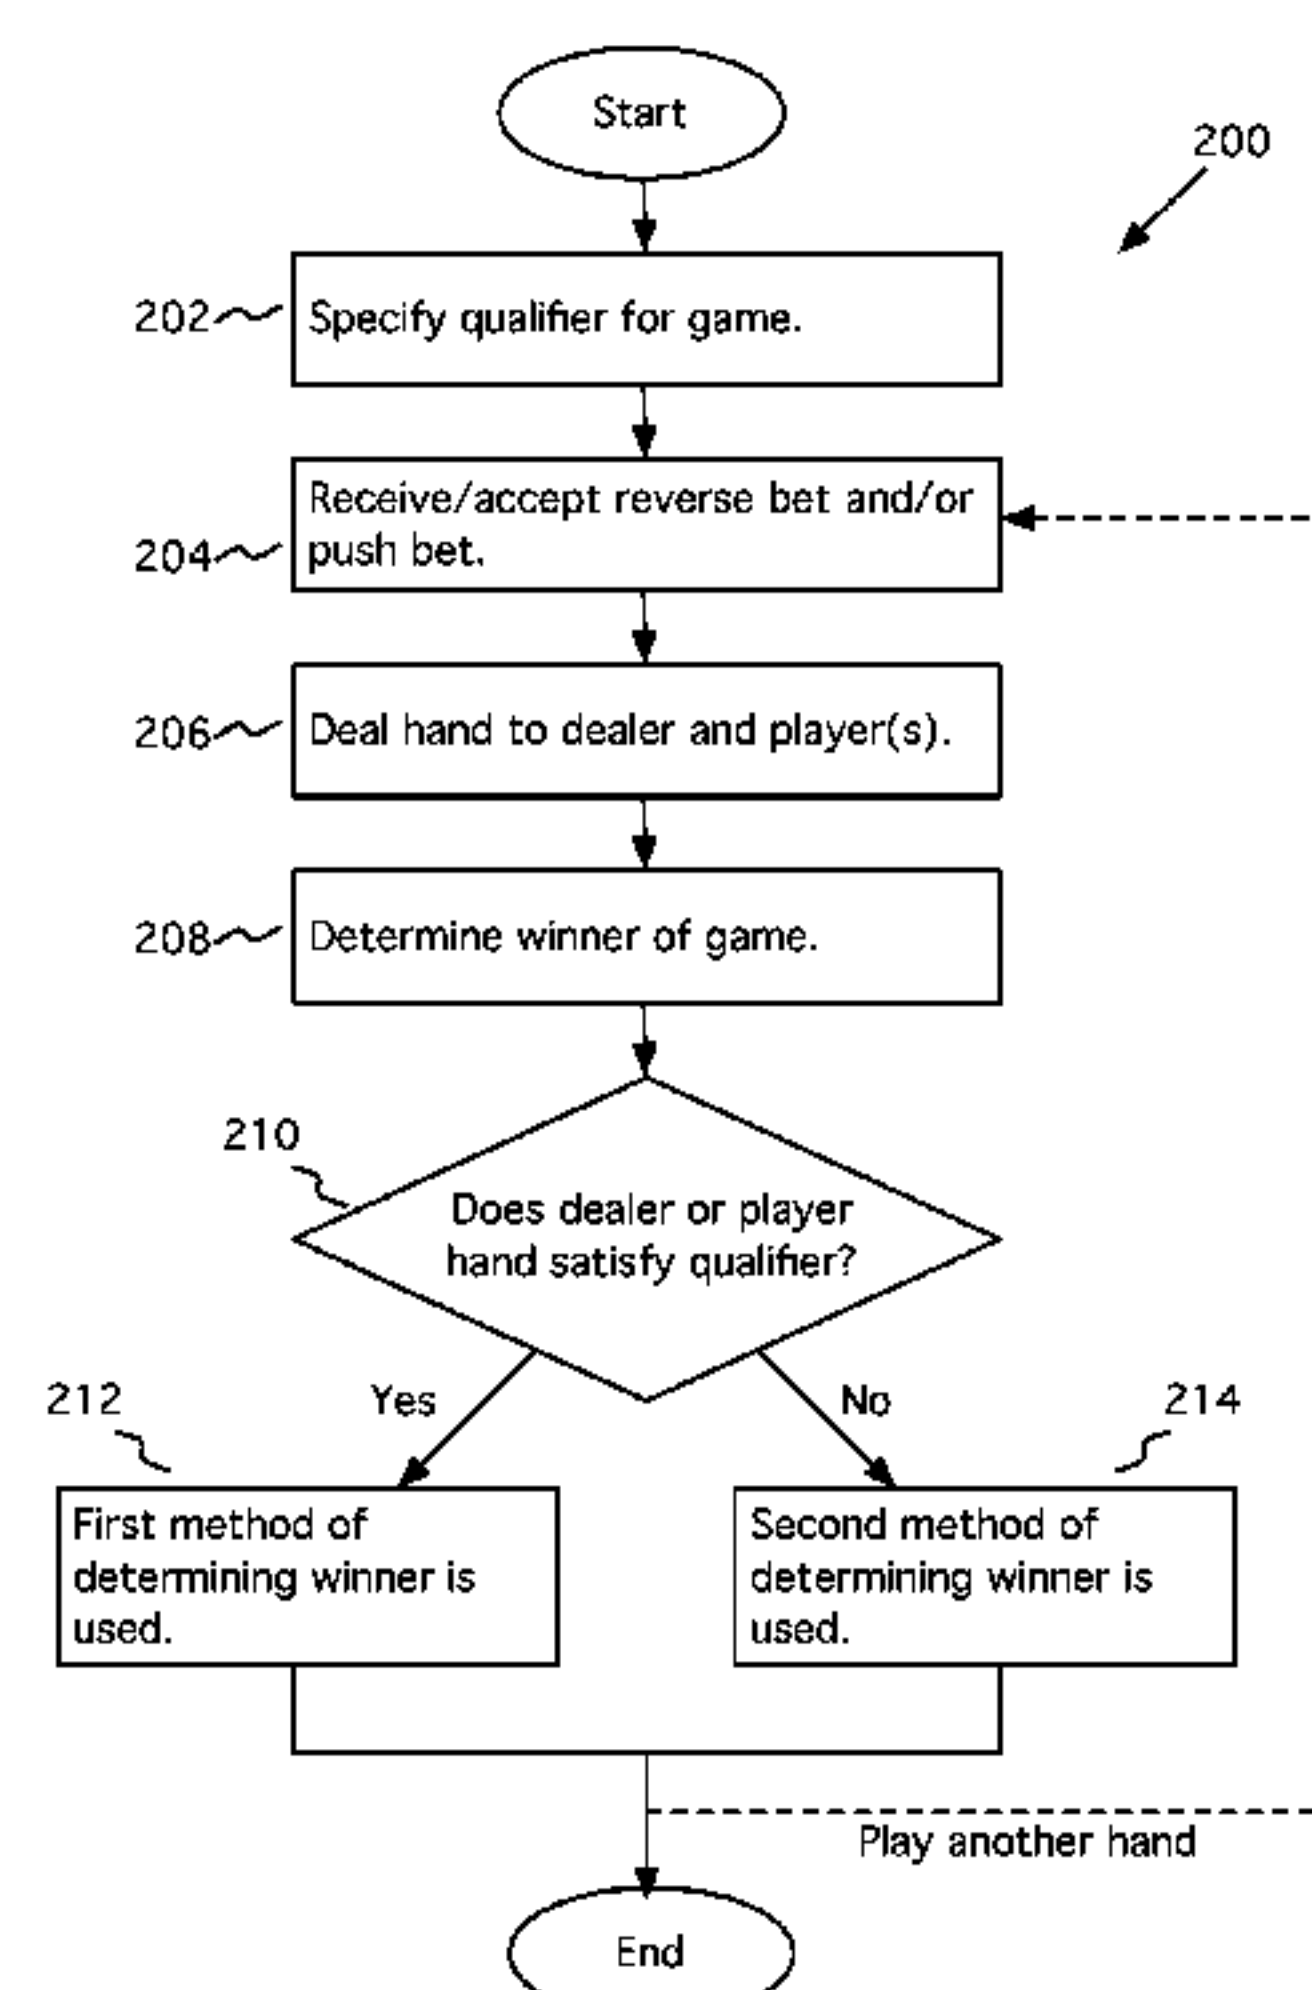 Start
200
202
Specify qualifier for game.
Receive/accept reverse bet and/or
204
push bet.
206
Deal hand to dealer and player(s).
208
Determine winner of game.
210
Does dealer or player
hand satisfy qualifier?
212
Yes
No
214
First method of
determining winner is
used.
Second method of
determining winner is
used.
Play another hand
End